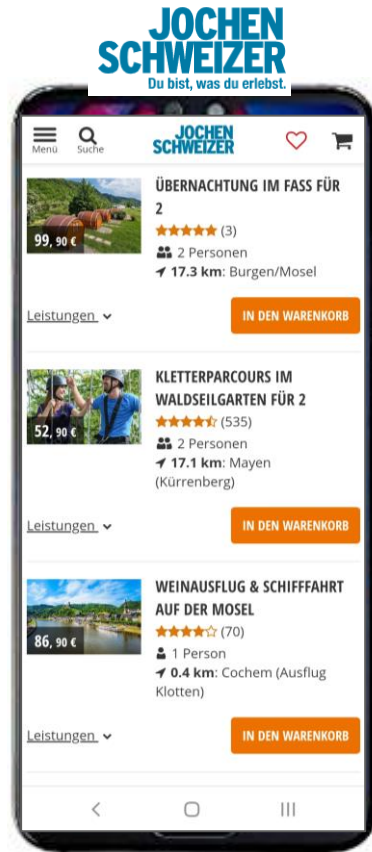 JOCHEN
SCHWEIZER
Du bist, was du erlebst.
Menü
Suche
JOCHEN
SCHWEIZER
ÜBERNACHTUNG IM FASS FÜR
2
(3)
99, 90 €
2 Personen
17.3 km: Burgen/Mosel
Leistungen
IN DEN WARENKORB
KLETTERPARCOURS IM
WALDSEILGARTEN FÜR 2
(535)
52, 90 €
2 Personen
17.1 km: Mayen
(Kürrenberg)
Leistungen
IN DEN WARENKORB
WEINAUSFLUG & SCHIFFFAHRT
AUF DER MOSEL
(70)
86, 90 €
1 Person
0.4 km: Cochem (Ausflug
Klotten)
Leistungen
IN DEN WARENKORB